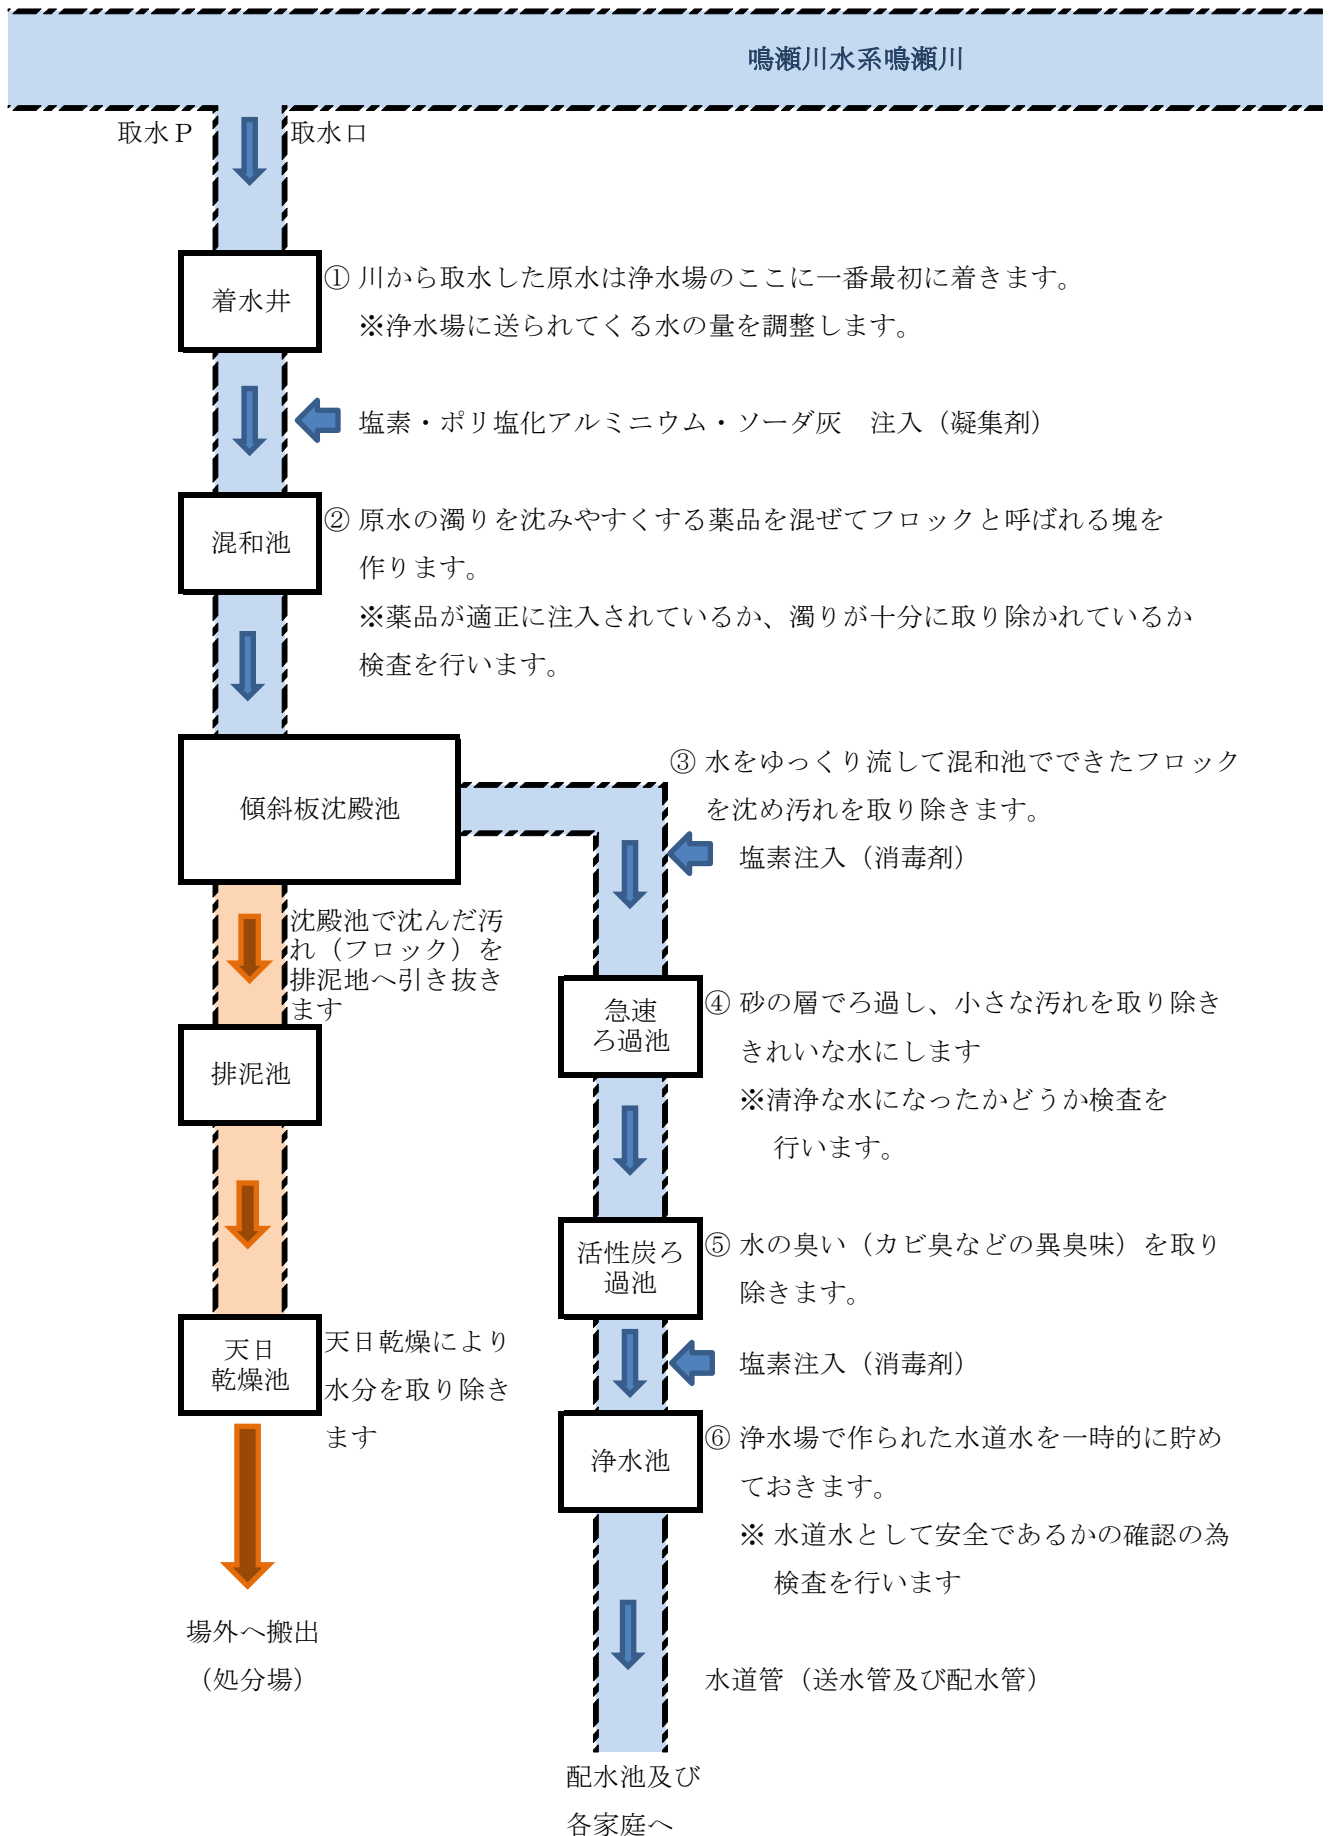 鳴瀬川水系鳴瀬川
取水Ｐ
取水口
着水井
① 川から取水した原水は浄水場のここに一番最初に着きます。
※浄水場に送られてくる水の量を調整します。
塩素・ポリ塩化アルミニウム・ソーダ灰　注入（凝集剤）
混和池
② 原水の濁りを沈みやすくする薬品を混ぜてフロックと呼ばれる塊を
作ります。
※薬品が適正に注入されているか、濁りが十分に取り除かれているか
検査を行います。
傾斜板沈殿池
③ 水をゆっくり流して混和池でできたフロック
を沈め汚れを取り除きます。
塩素注入（消毒剤）
沈殿池で沈んだ汚
れ（フロック）を
排泥地へ引き抜き
ます
排泥池
天日
乾燥池
天日乾燥により
水分を取り除き
ます
場外へ搬出
（処分場）
急速
ろ過池
④ 砂の層でろ過し、小さな汚れを取り除き
きれいな水にします
※清浄な水になったかどうか検査を
行います。
活性炭ろ
過池
⑤ 水の臭い（カビ臭などの異臭味）を取り
除きます。
塩素注入（消毒剤）
浄水池
⑥ 浄水場で作られた水道水を一時的に貯め
ておきます。
※ 水道水として安全であるかの確認の為
検査を行います
水道管（送水管及び配水管）
配水池及び
各家庭へ